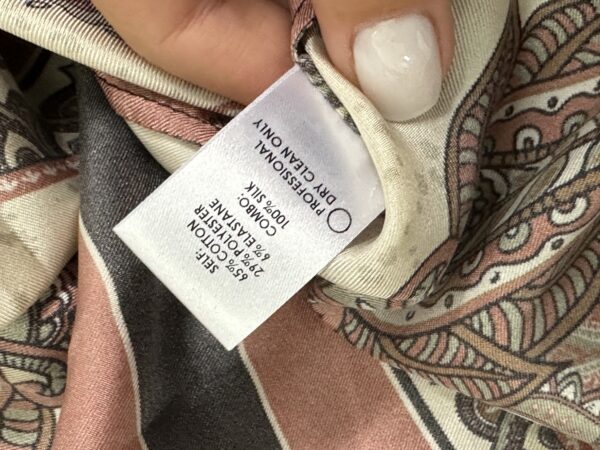 SELF:
65% COTTON
29% POLYESTER
6% ELASTANE
COMBO:
100% SILK
PROFESSIONAL
DRY CLEAN ONLY